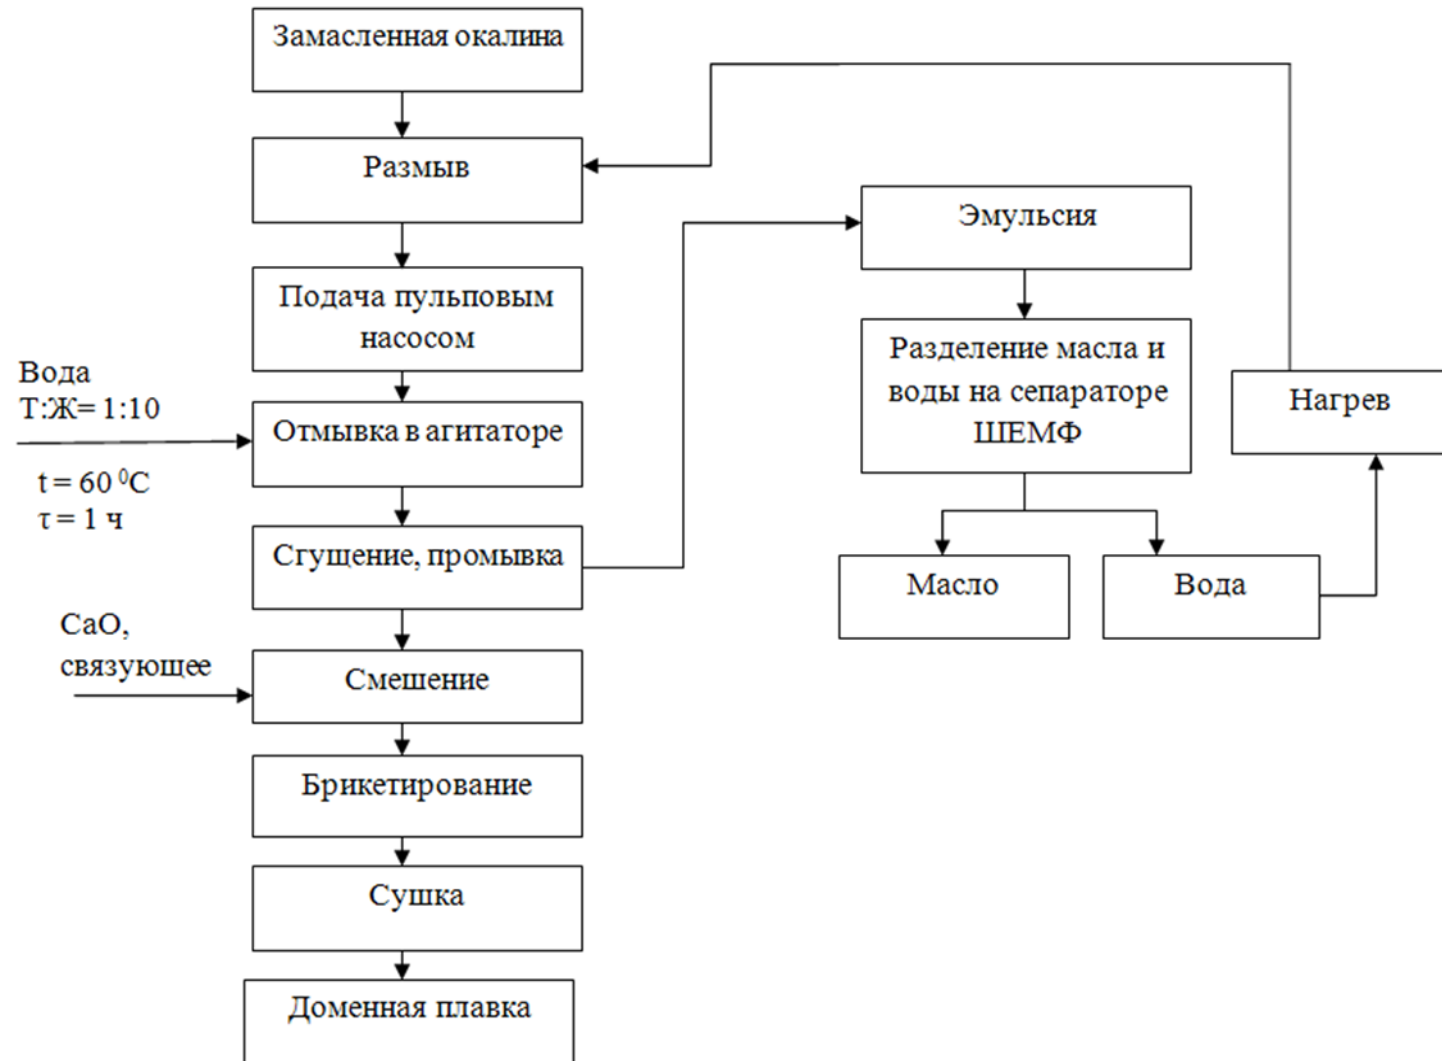 Замасленная окалина
Размыв
Подача пульповым
насосом
Вода
Т:Ж= 1:10
t = 60 ⁰С
τ = 1 ч
Отмывка в агитаторе
Сгущение, промывка
CaO,
связующее
Смешение
Брикетирование
Сушка
Доменная плавка
Эмульсия
Разделение масла и
воды на сепараторе
ШЕМФ
Масло
Вода
Нагрев